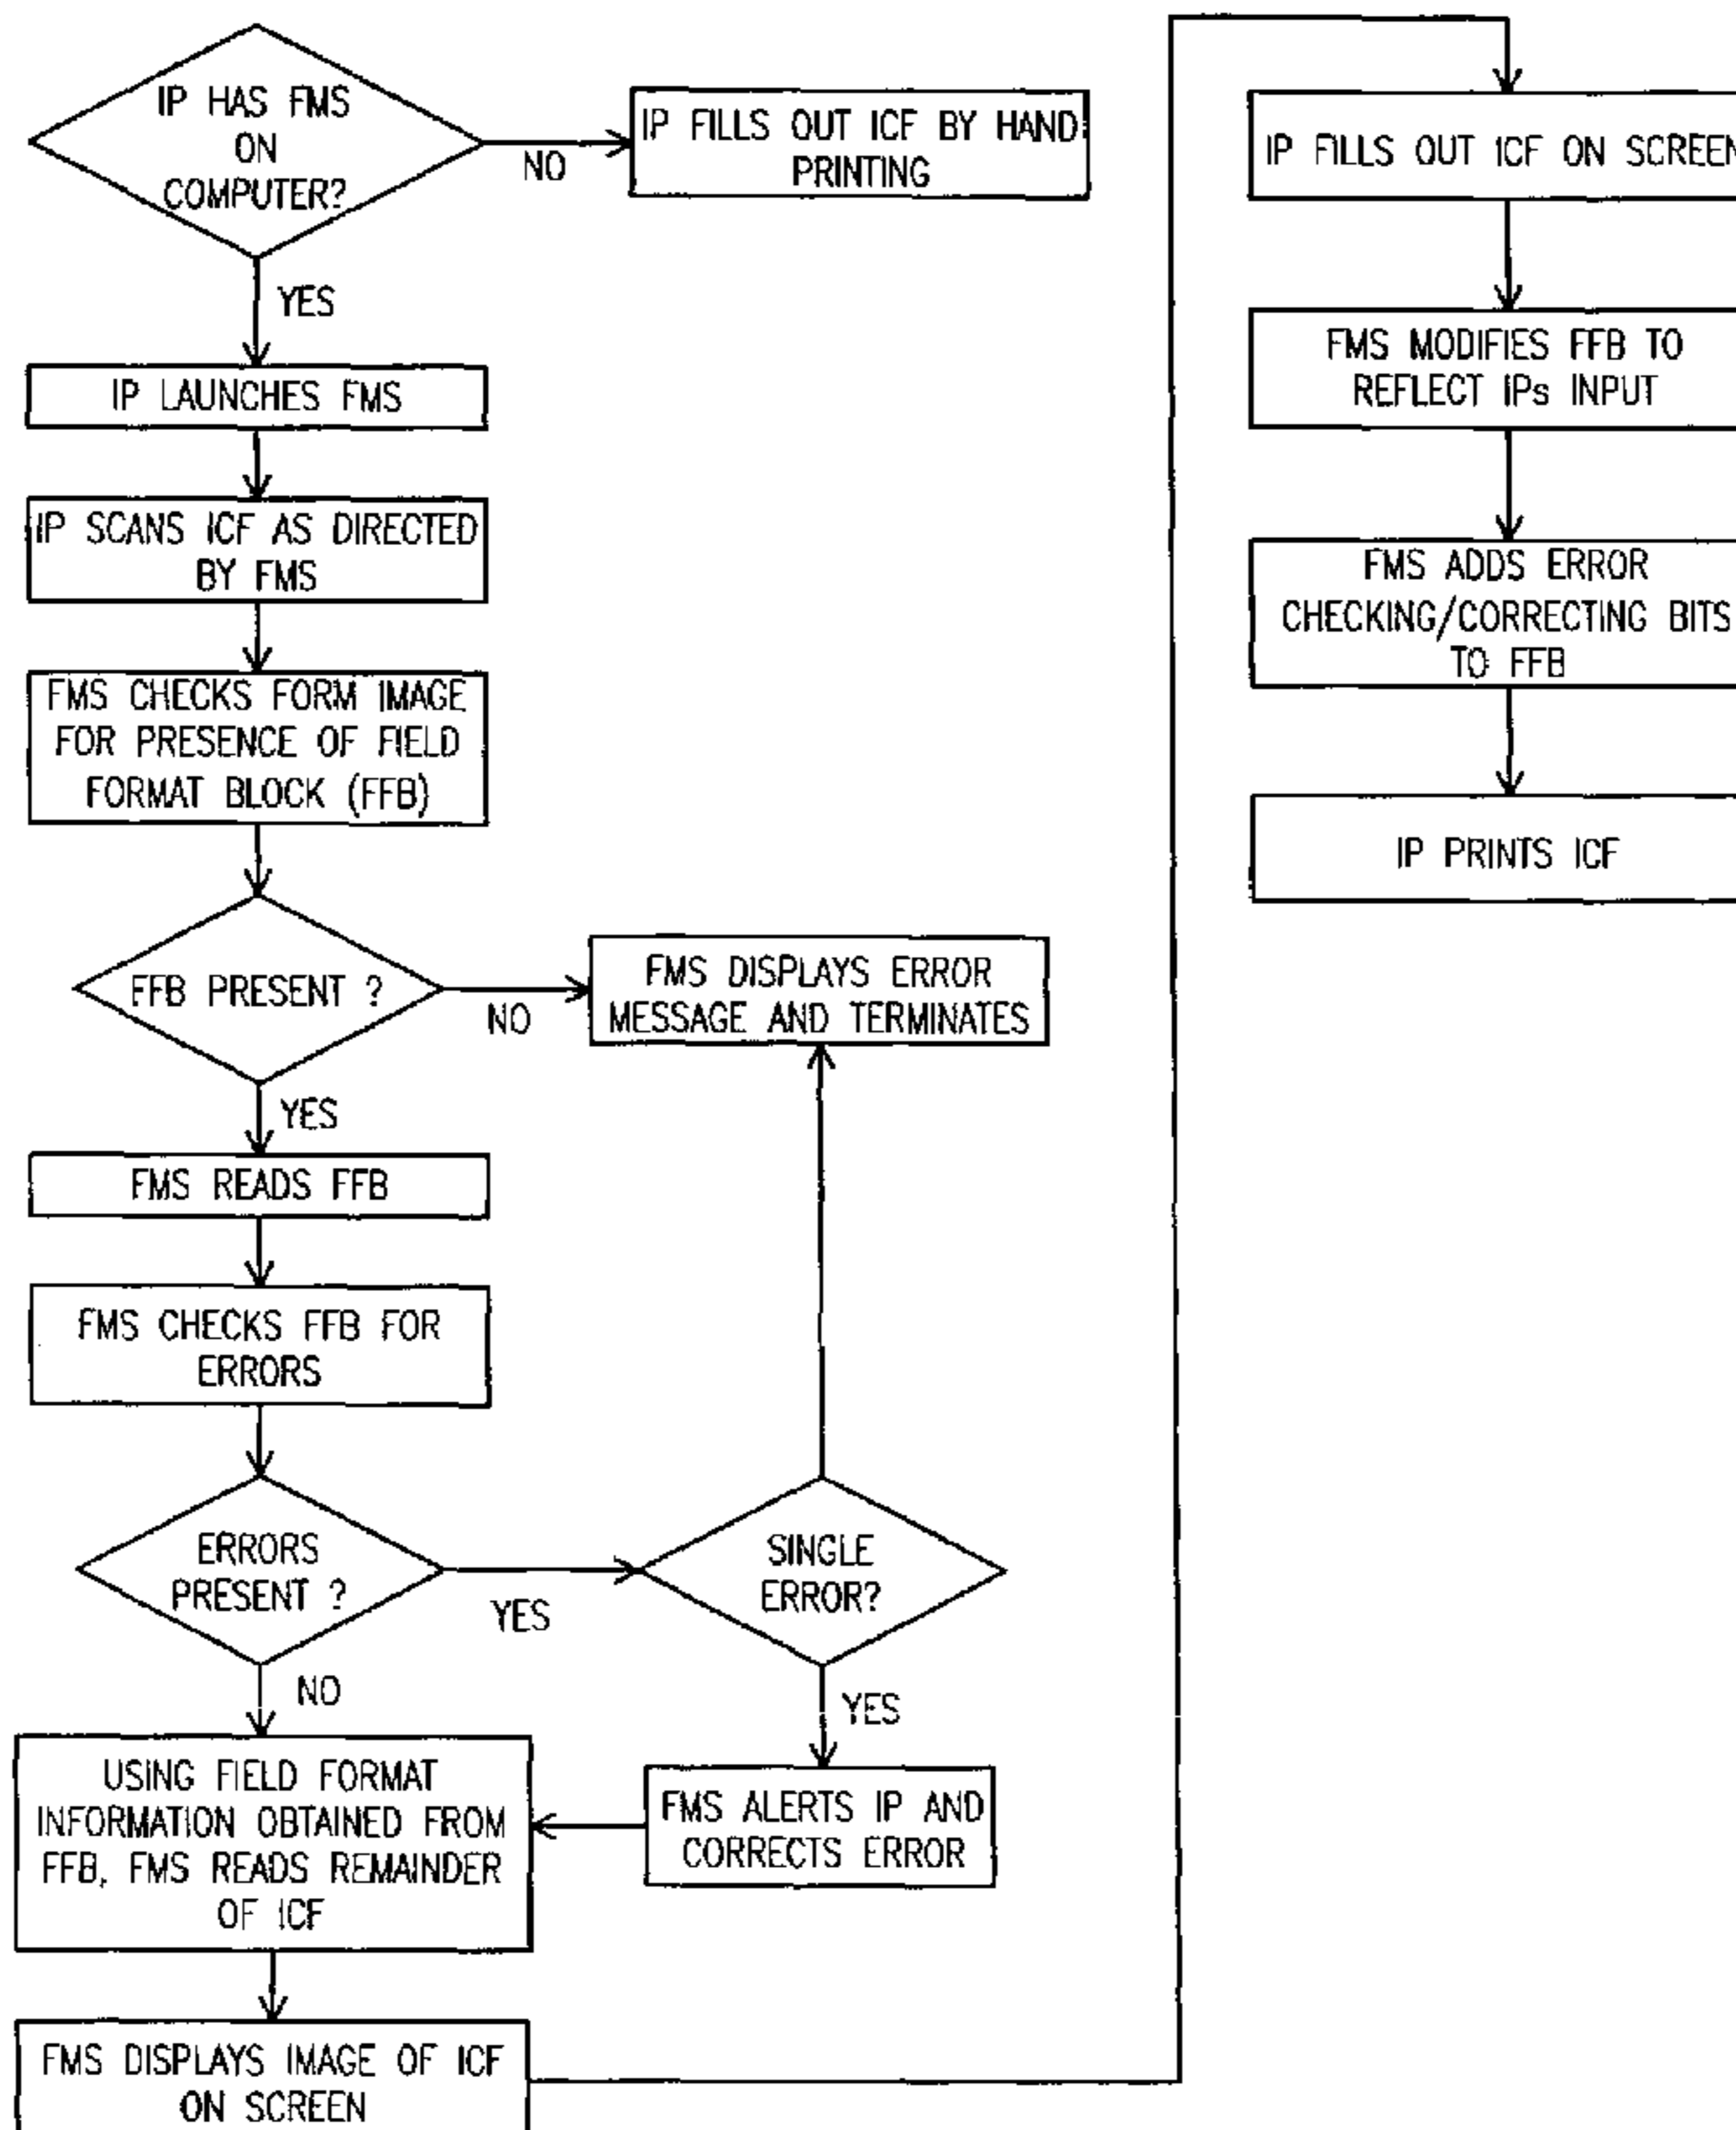 IP HAS FMS
ON
COMPUTER?
NO
IP FILLS OUT ICF BY HAND
PRINTING
YES
IP LAUNCHES FMS
IP SCANS ICF AS DIRECTED
BY FMS
FMS CHECKS FORM IMAGE
FOR PRESENCE OF FIELD
FORMAT BLOCK (FFB)
FFB PRESENT ?
NO
FMS DISPLAYS ERROR
MESSAGE AND TERMINATES
YES
FMS READS FFB
FMS CHECKS FFB FOR
ERRORS
ERRORS
PRESENT ?
YES
SINGLE
ERROR?
NO
YES
FMS ALERTS IP AND
CORRECTS ERROR
USING FIELD FORMAT
INFORMATION OBTAINED FROM
FFB, FMS READS REMAINDER
OF ICF
FMS DISPLAYS IMAGE OF ICF
ON SCREEN
IP FILLS OUT ICF ON SCREEN
FMS MODIFIES FFB TO
REFLECT IPs INPUT
FMS ADDS ERROR
CHECKING/CORRECTING BITS
TO FFB
IP PRINTS ICF